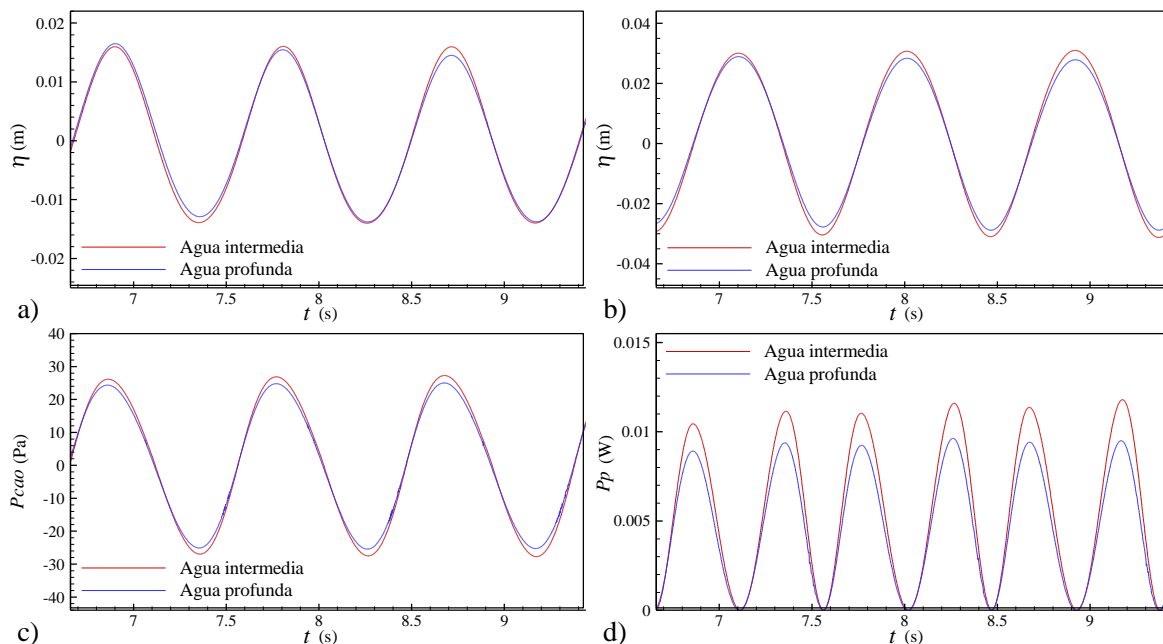 0.02
0.01
0
-0.01
-0.02
η (m)
Agua intermedia
Agua profunda
7
7.5
8
8.5
9
t (s)
a)
0.04
0.02
0
-0.02
-0.04
η (m)
Agua intermedia
Agua profunda
7
7.5
8
8.5
9
t (s)
b)
40
30
20
10
0
-10
-20
-30
-40
Pcao (Pa)
Agua intermedia
Agua profunda
7
7.5
8
8.5
9
t (s)
c)
0.015
0.01
0.005
0
Pp (W)
Agua intermedia
Agua profunda
7
7.5
8
8.5
9
t (s)
d)